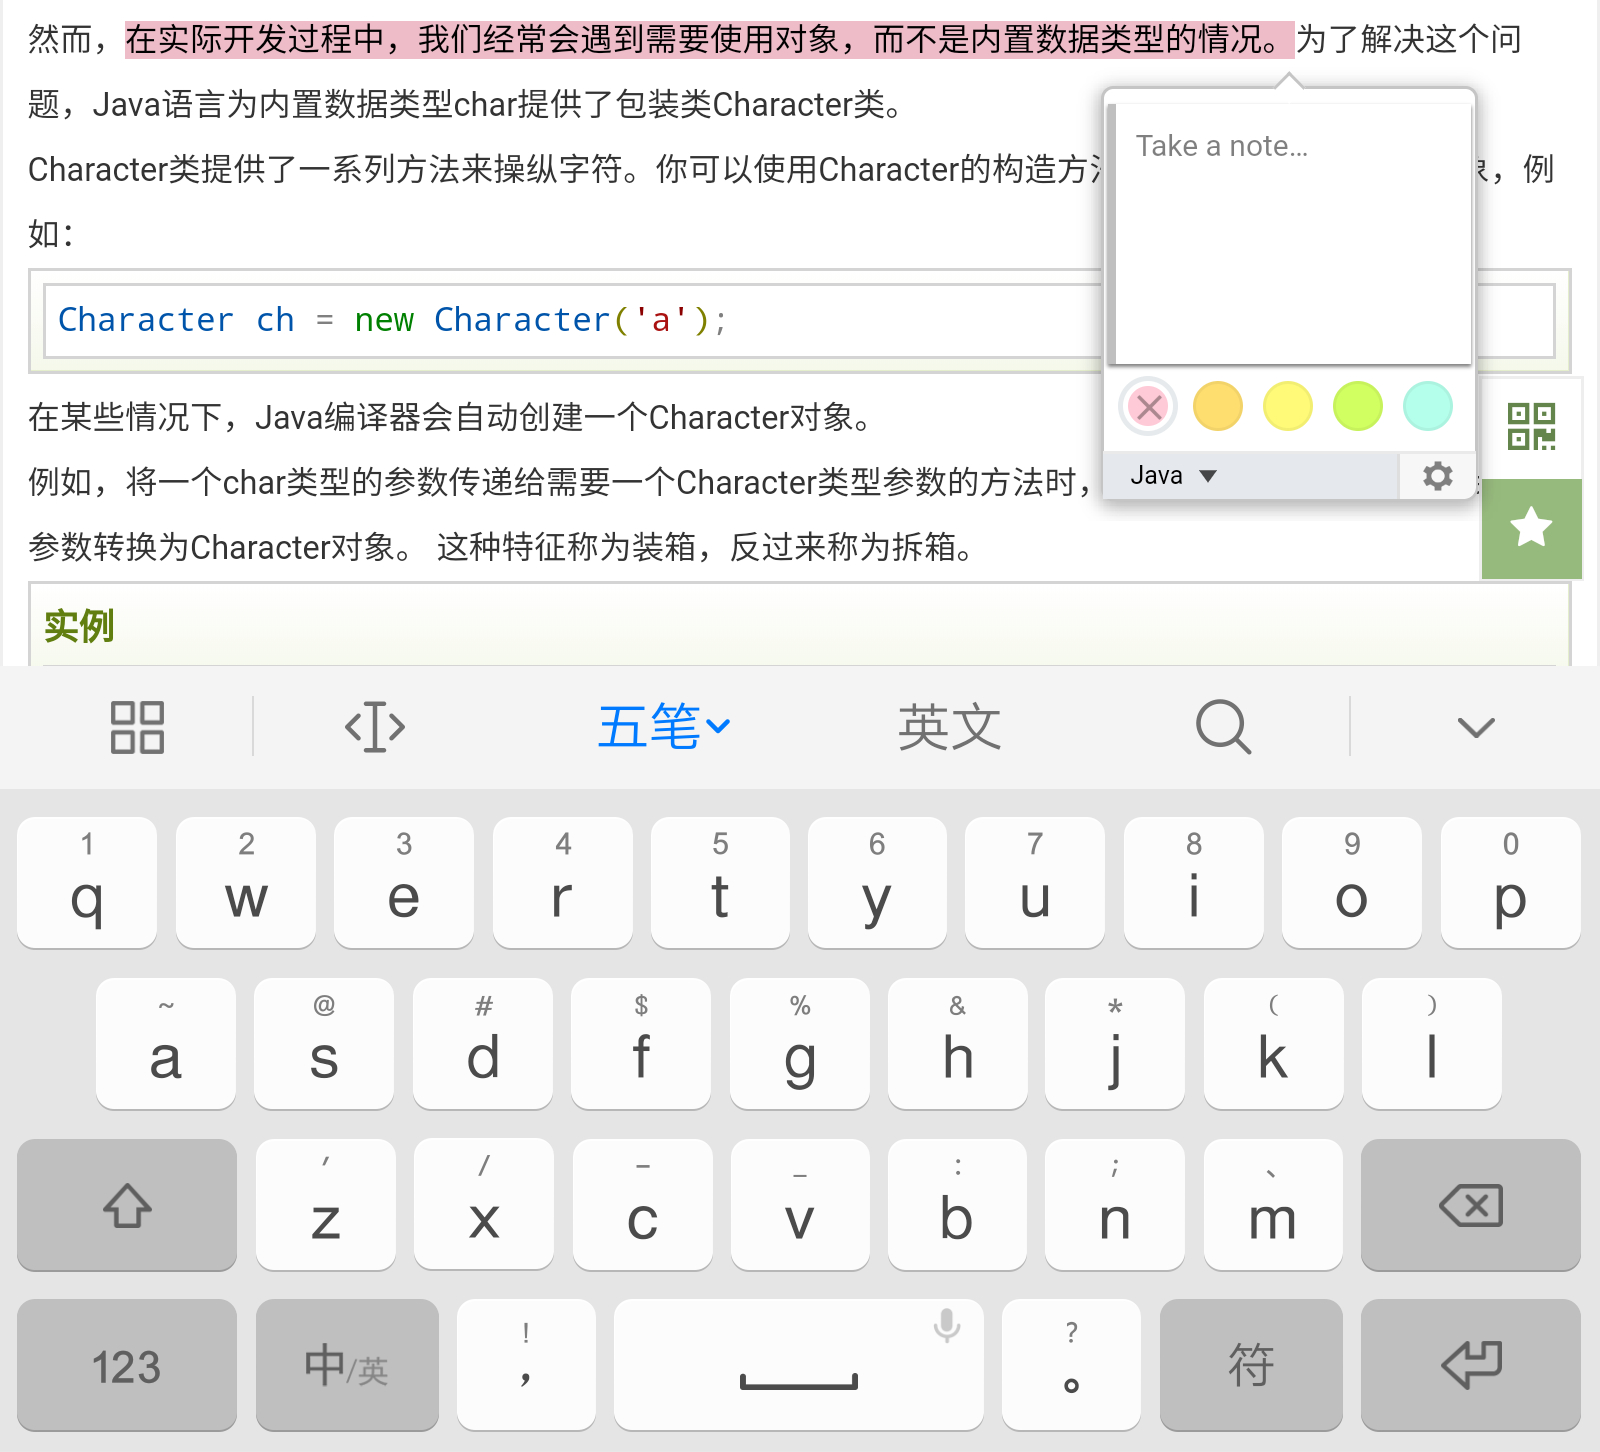 然而，在实际开发过程中，我们经常会遇到需要使用对象，而不是内置数据类型的情况。为了解决这个问
题，Java语言为内置数据类型char提供了包装类Character类。
Take a note...
Character类提供了一系列方法来操纵字符。你可以使用Character的构造方
，例
如：
Character ch = new Character('a');
在某些情况下，Java编译器会自动创建一个Character对象。
Java
例如，将一个char类型的参数传递给需要一个Character类型参数的方法时，
参数转换为Character对象。 这种特征称为装箱，反过来称为拆箱。
实例
五笔 英文
1 2 3 4 5 6 7 8 9 0
q w e r t y u i o p
~ @ # $ % & * ( )
a s d f g h j k l
′ / － _ : ; 、
z x c v b n m
! ?
123 中/英 ， 。 符